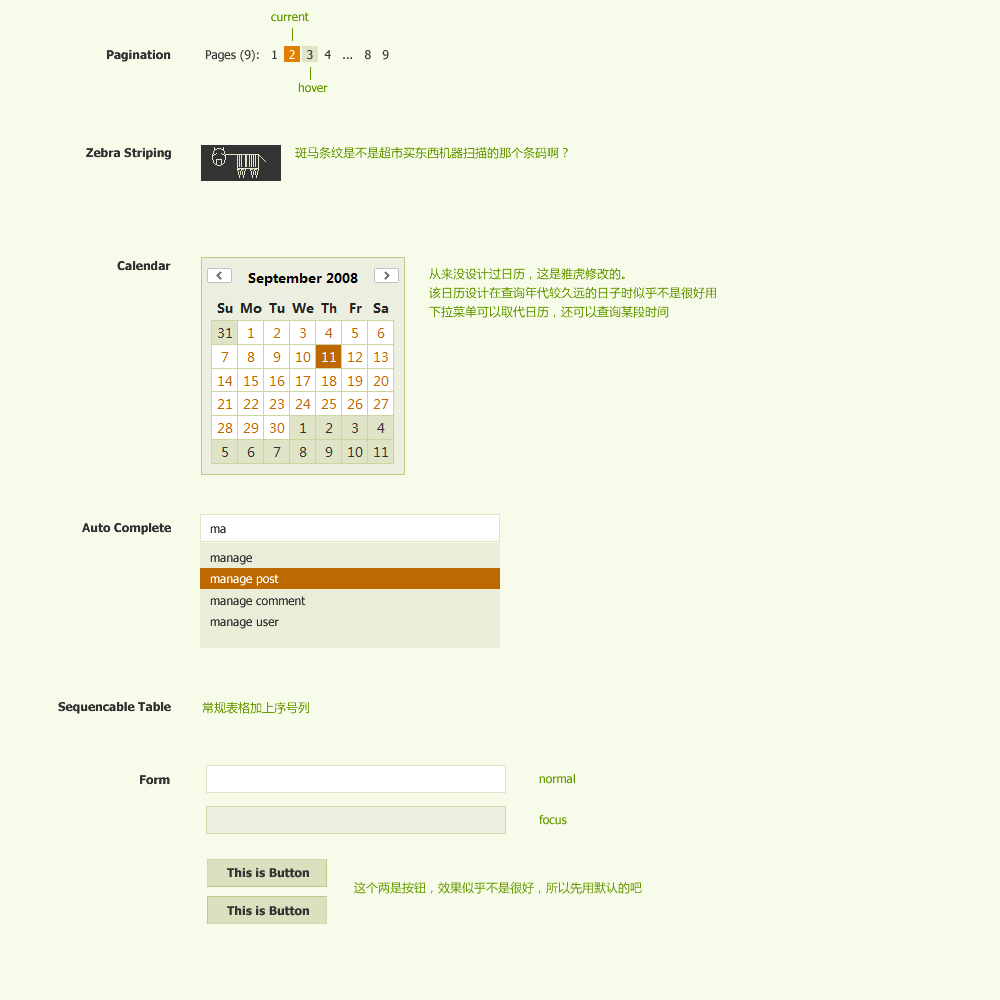 current
Pagination Pages (9): 1 2 3 4 ... 8 9
hover
Zebra Striping 斑马条纹是不是超市买东西机器扫描的那个条码啊？
Calendar
September 2008
Su Mo Tu We Th Fr Sa
31 1 2 3 4 5 6
7 8 9 10 11 12 13
14 15 16 17 18 19 20
21 22 23 24 25 26 27
28 29 30 1 2 3 4
5 6 7 8 9 10 11
从来没设计过日历，这是雅虎修改的。
该日历设计在查询年代较久远的日子时似乎不是很好用
下拉菜单可以取代日历，还可以查询某段时间
Auto Complete ma
manage
manage post
manage comment
manage user
Sequencable Table 常规表格加上序号列
Form normal
focus
This is Button
这个两是按钮，效果似乎不是很好，所以先用默认的吧
This is Button